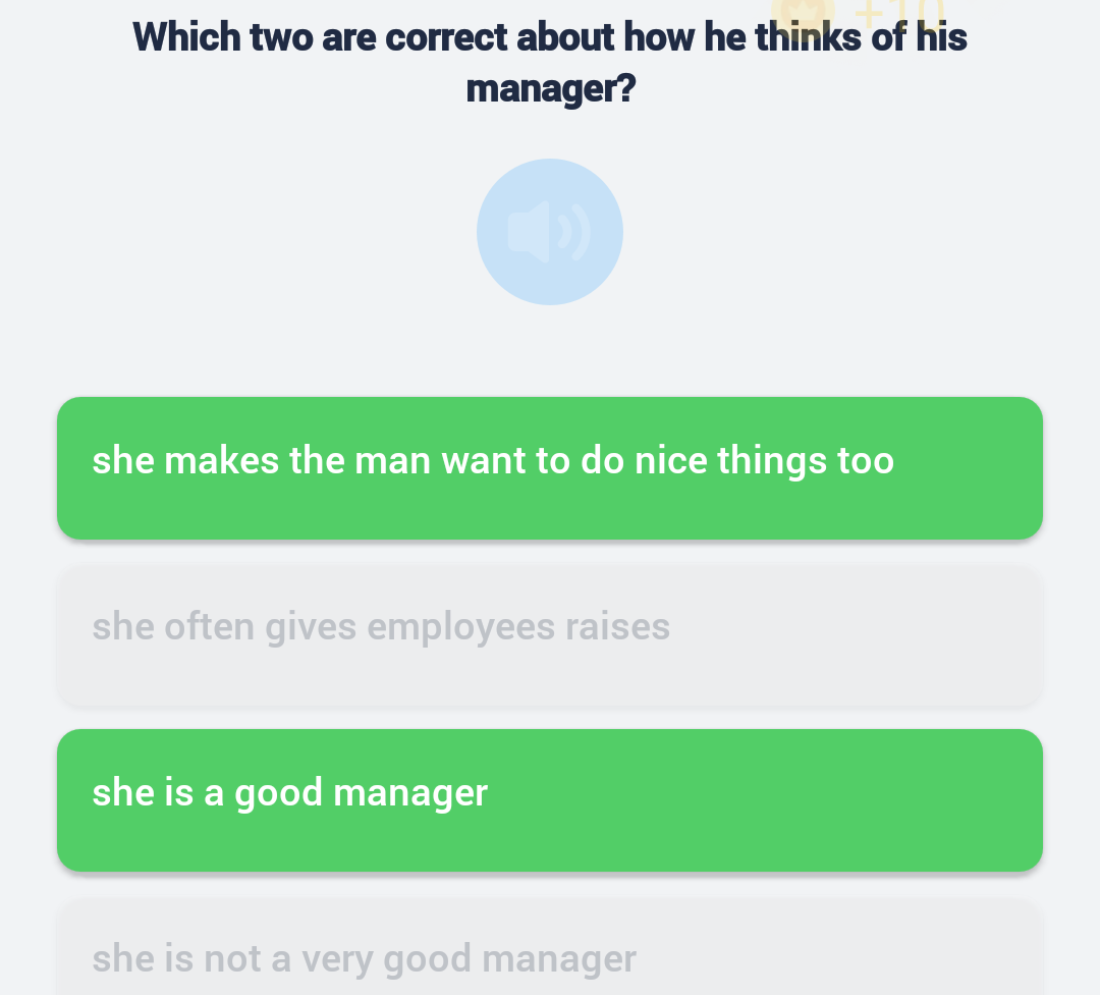 +10
Which two are correct about how he thinks of his
manager?
she makes the man want to do nice things too
she often gives employees raises
she is a good manager
she is not a very good manager